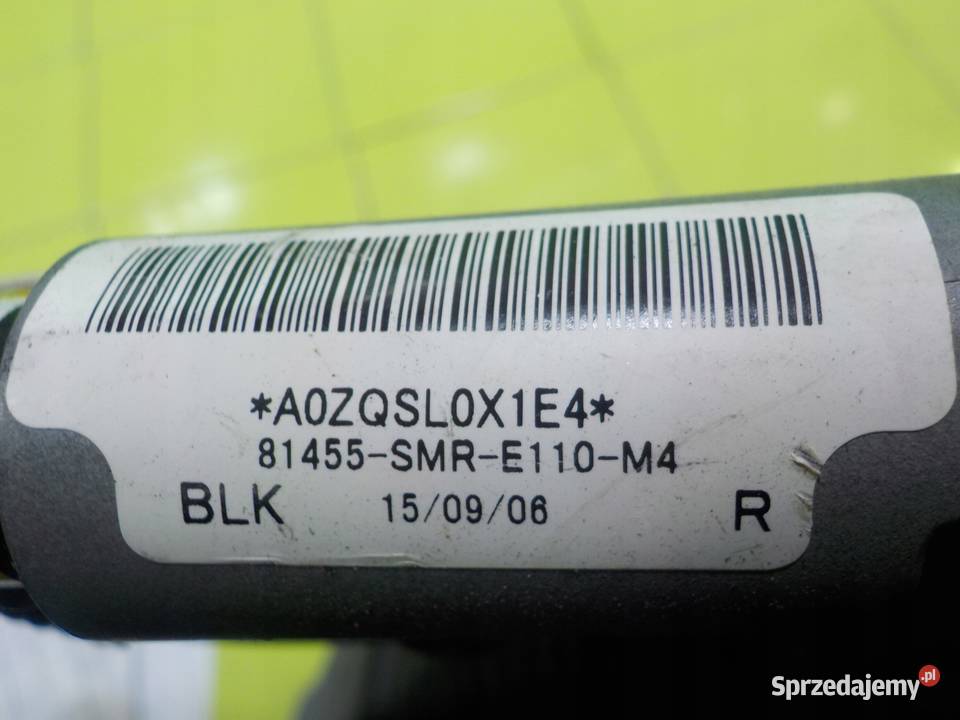 *A0ZQSL0X1E4*
81455-SMR-E110-M4
BLK 15/09/06 R
Sprzedajemy.pl